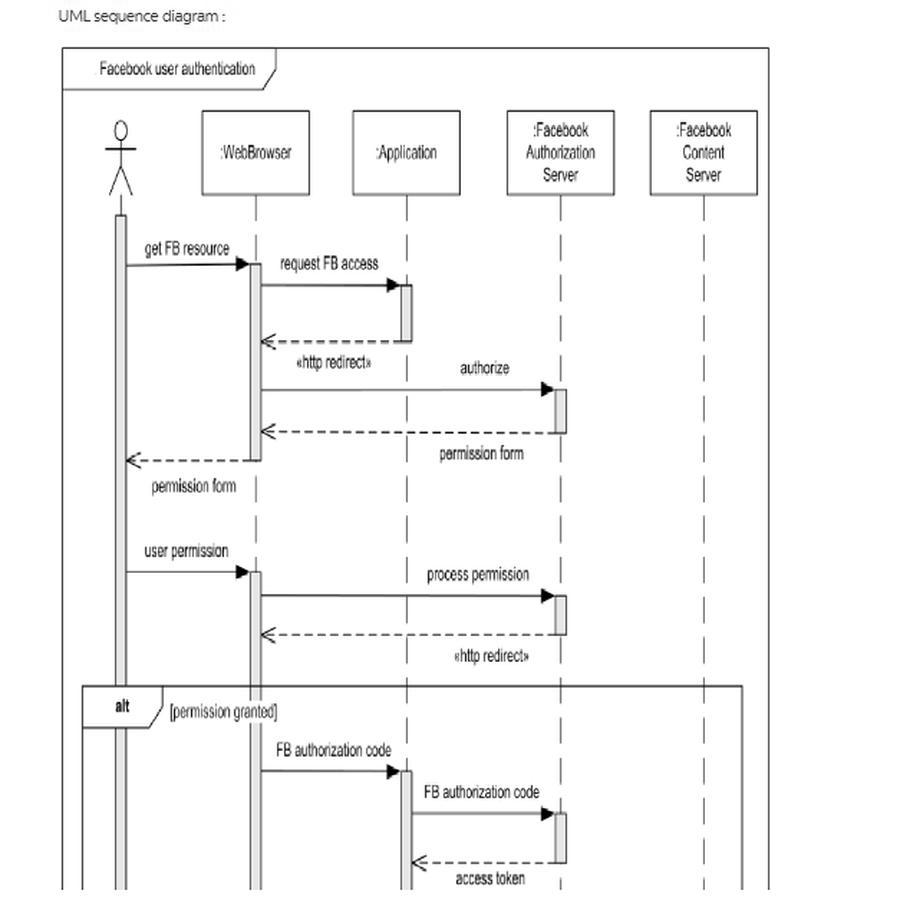 UML sequence diagram :
Facebook user authentication
:WebBrowser
:Application
:Facebook
Authorization
Server
:Facebook
Content
Server
get FB resource
request FB access
«http redirect»
authorize
permission form
permission form
user permission
process permission
«http redirect»
alt
[permission granted]
FB authorization code
FB authorization code
access token